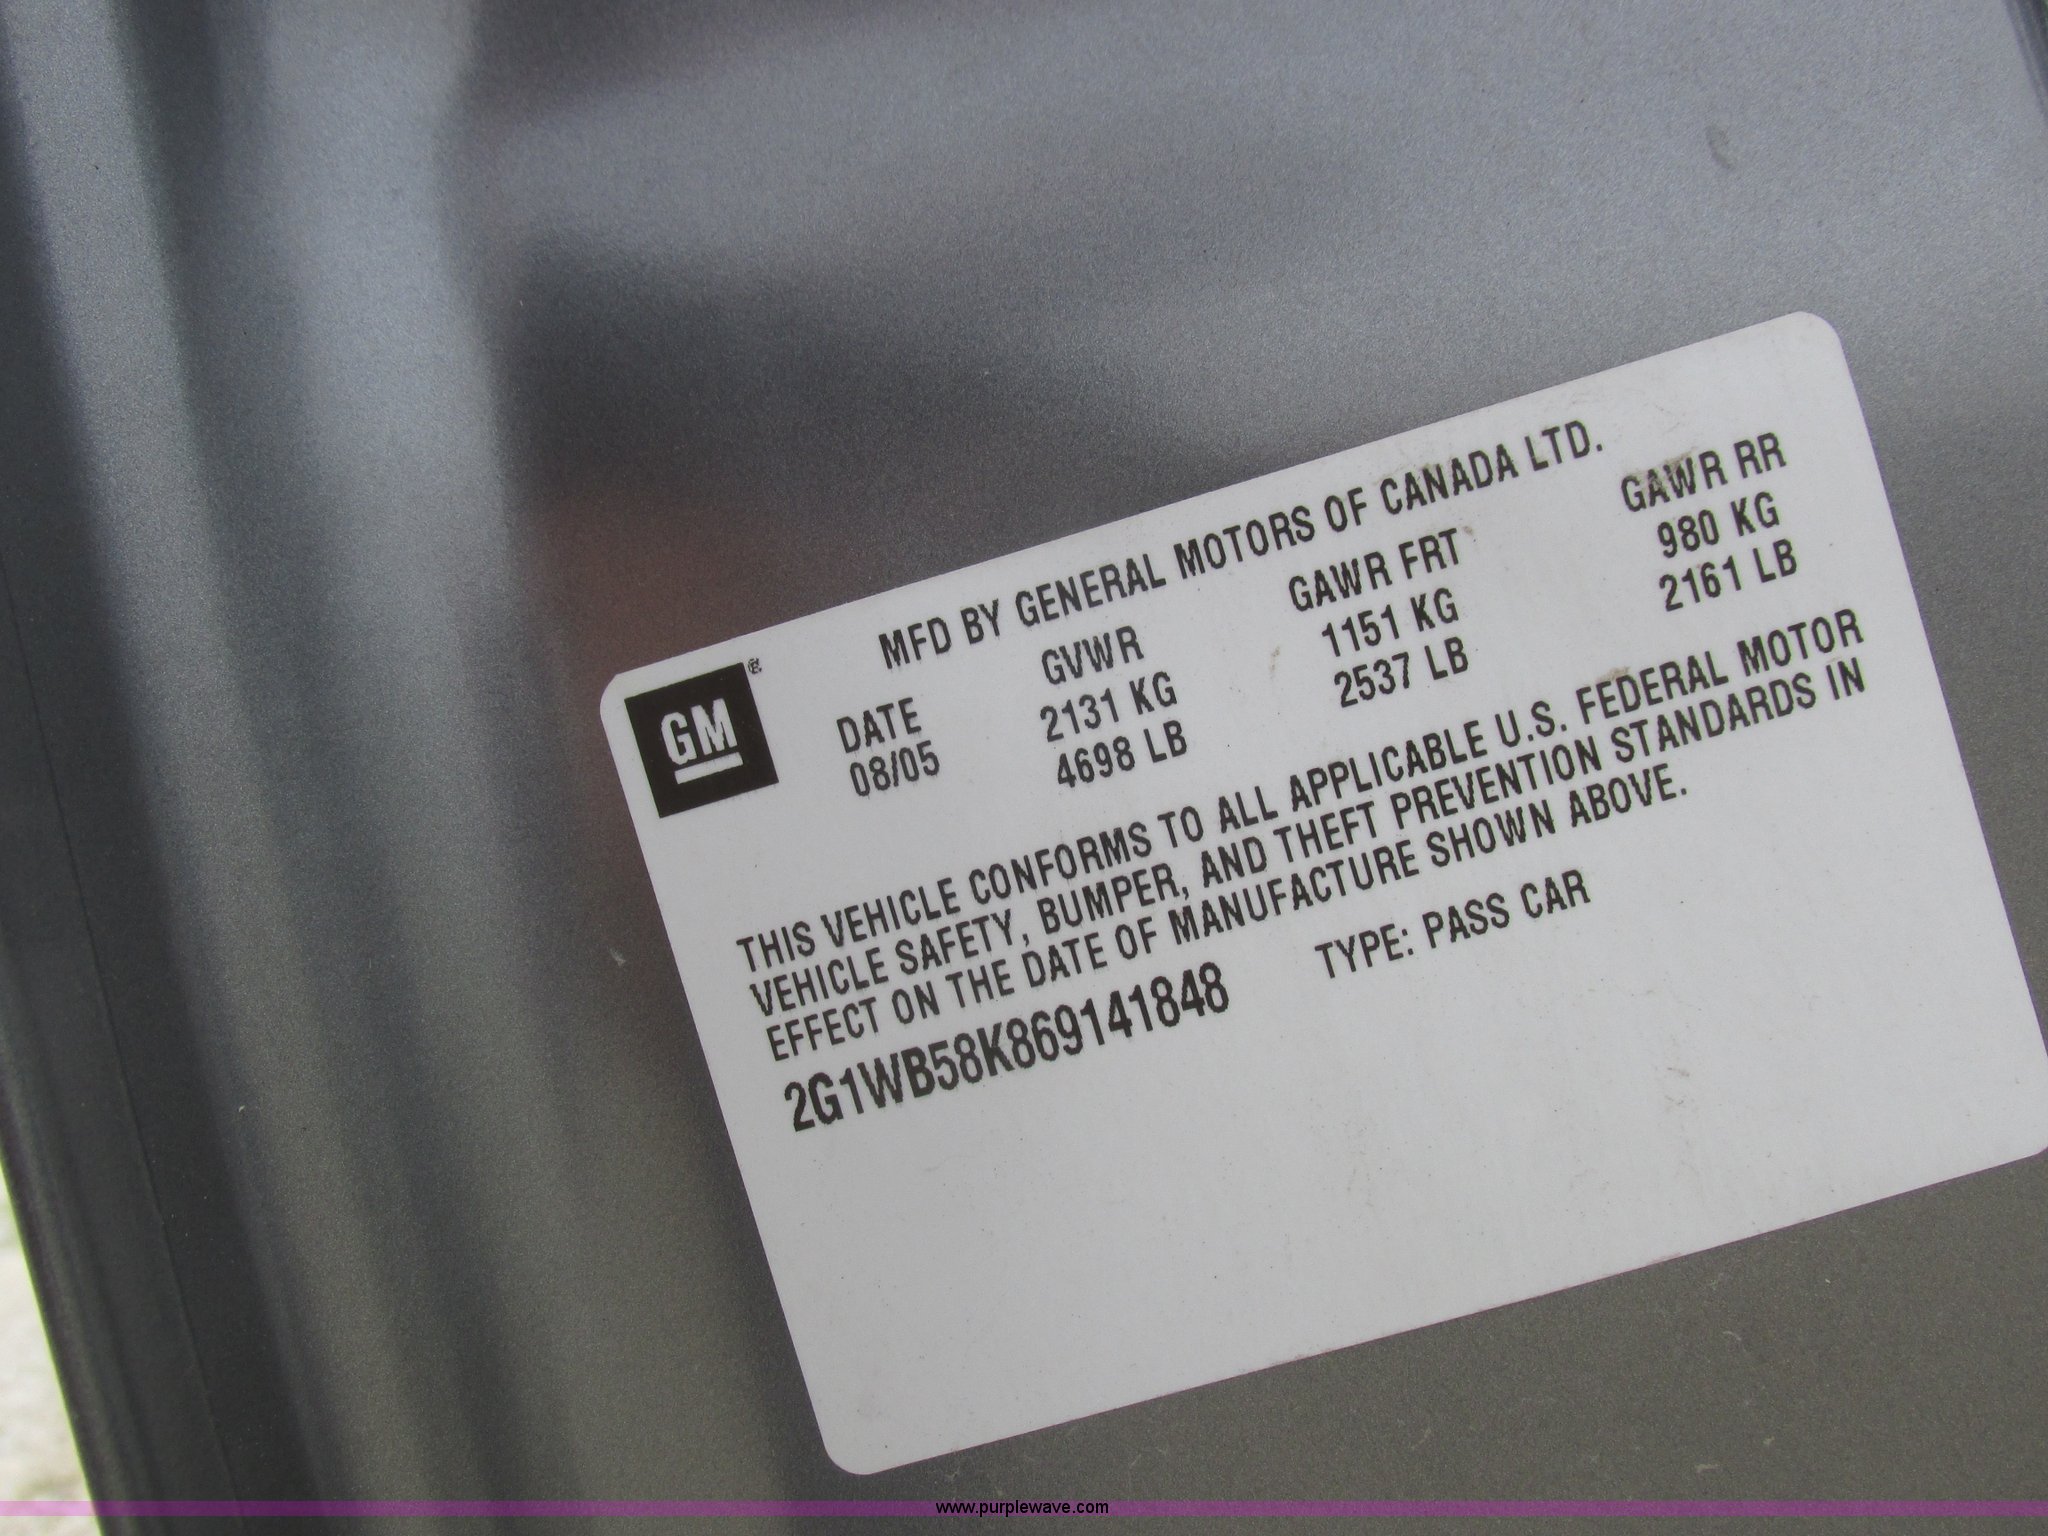 MFD BY GENERAL MOTORS OF CANADA LTD.
GM®
DATE GVWR GAWR FRT GAWR RR
08/05 2131 KG 1151 KG 980 KG
4698 LB 2537 LB 2161 LB
THIS VEHICLE CONFORMS TO ALL APPLICABLE U.S. FEDERAL MOTOR
VEHICLE SAFETY, BUMPER, AND THEFT PREVENTION STANDARDS IN
EFFECT ON THE DATE OF MANUFACTURE SHOWN ABOVE.
2G1WB58K869141848 TYPE: PASS CAR
www.purplewave.com